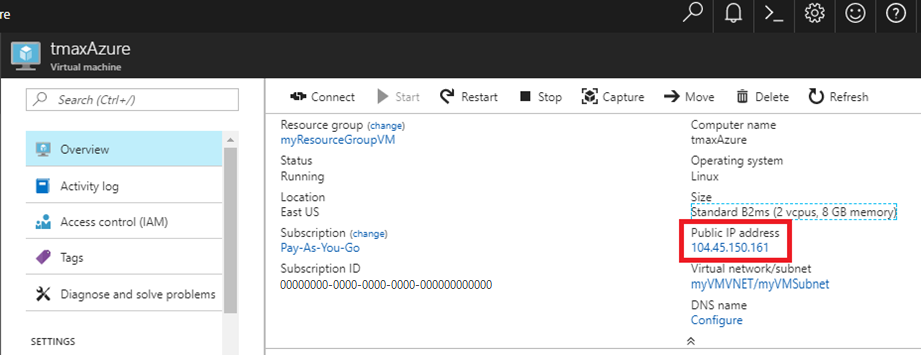 re
tmaxAzure
Virtual machine
Search (Ctrl+/)
Overview
Activity log
Access control (IAM)
Tags
Diagnose and solve problems
SETTINGS
Connect Start Restart Stop Capture Move Delete Refresh
Resource group (change)
myResourceGroupVM
Status
Running
Location
East US
Subscription (change)
Pay-As-You-Go
Subscription ID
00000000-0000-0000-0000-000000000000
Computer name
tmaxAzure
Operating system
Linux
Size
Standard B2ms (2 vcpus, 8 GB memory)
Public IP address
104.45.150.161
Virtual network/subnet
myVMVNET/myVMSubnet
DNS name
Configure